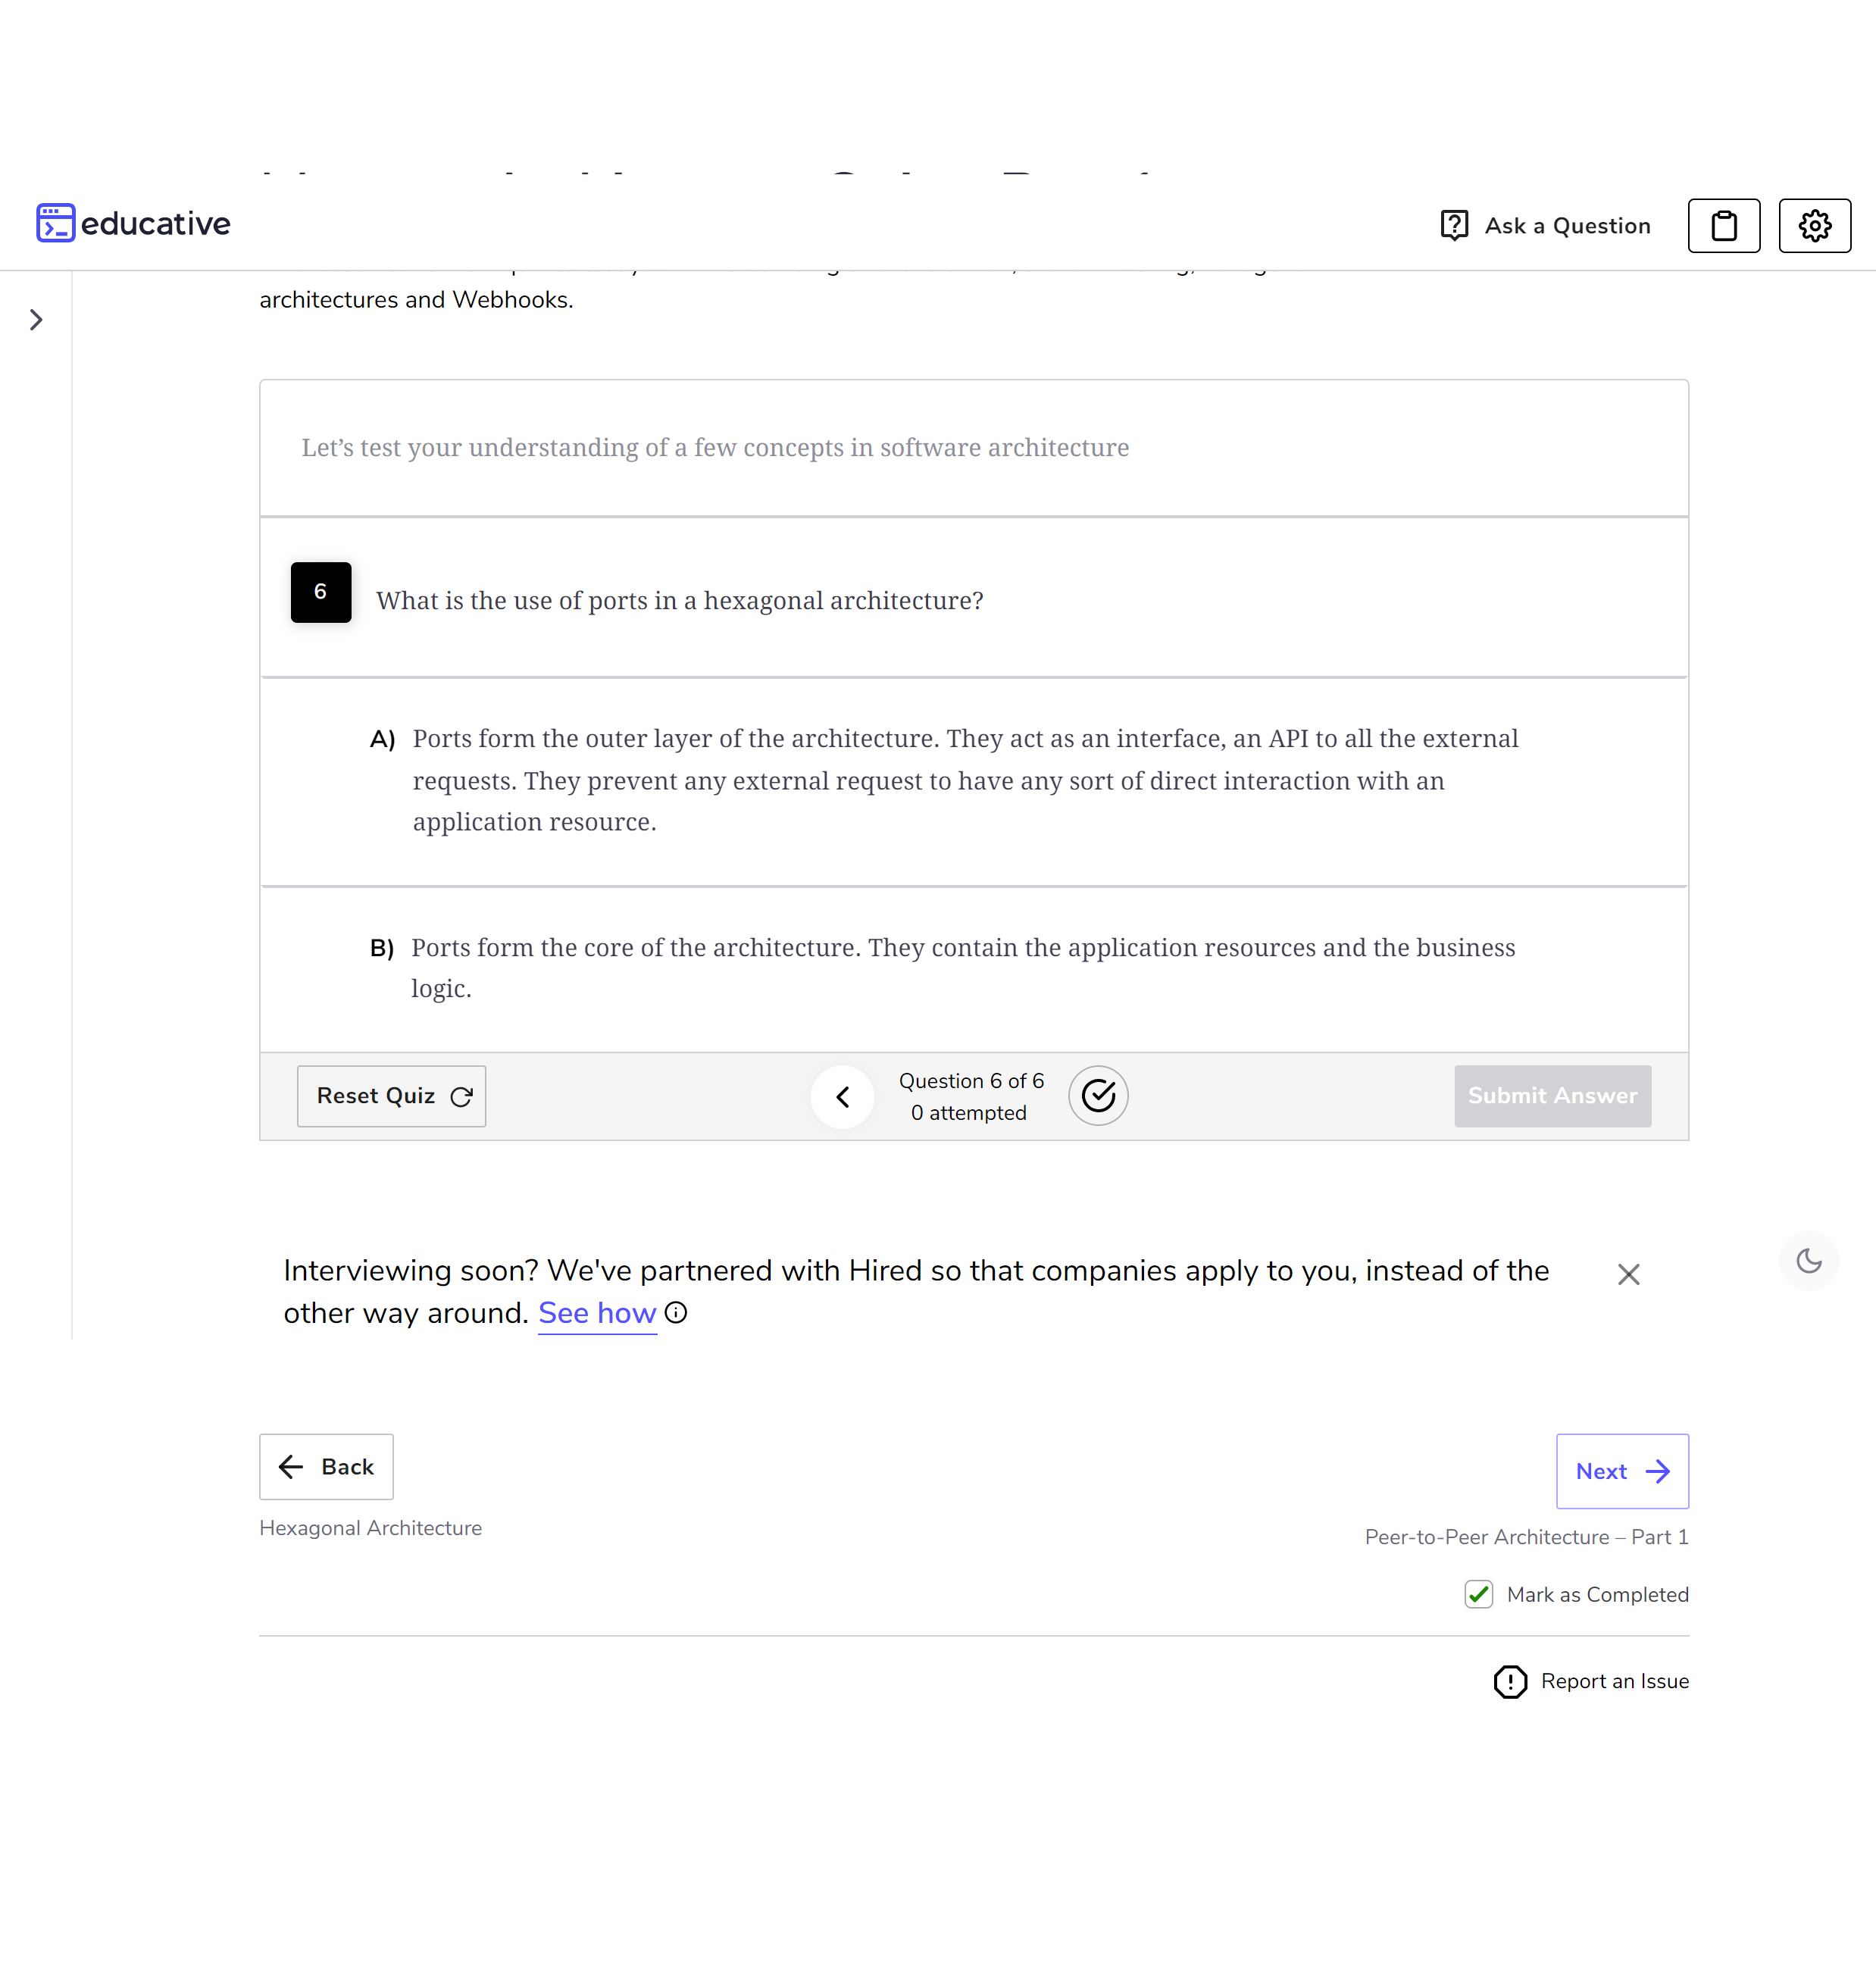 educative
Ask a Question
architectures and Webhooks.
Let’s test your understanding of a few concepts in software architecture
6
What is the use of ports in a hexagonal architecture?
A) Ports form the outer layer of the architecture. They act as an interface, an API to all the external
requests. They prevent any external request to have any sort of direct interaction with an
application resource.
B) Ports form the core of the architecture. They contain the application resources and the business
logic.
Reset Quiz
Question 6 of 6
0 attempted
Submit Answer
Interviewing soon? We've partnered with Hired so that companies apply to you, instead of the
other way around. See how
Back
Next
Hexagonal Architecture
Peer-to-Peer Architecture – Part 1
Mark as Completed
Report an Issue